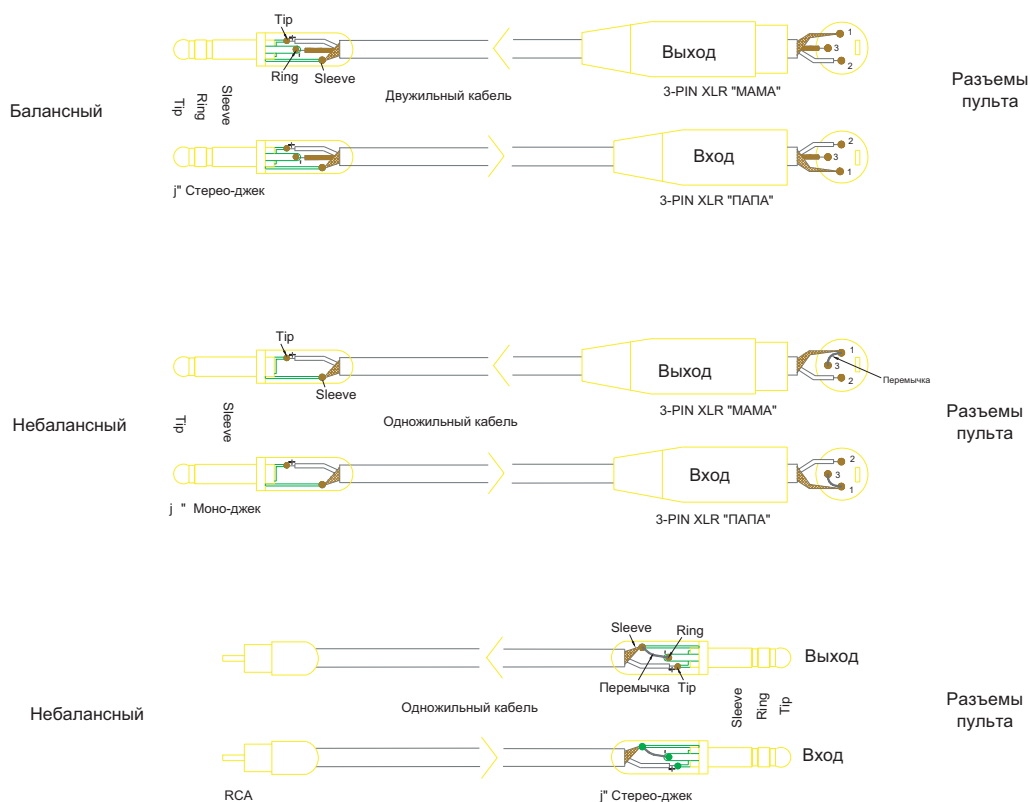 Tip
Ring
Sleeve
Выход
1
3
2
3-PIN XLR "МАМА"
Балансный
Tip
Ring
Sleeve
Двужильный кабель
Разъемы
пульта
Вход
2
3
1
j" Стерео-джек
3-PIN XLR "ПАПА"
Tip
Sleeve
Выход
1
3
2
Перемычка
3-PIN XLR "МАМА"
Небалансный
Tip
Sleeve
Одножильный кабель
Разъемы
пульта
Вход
2
3
1
j " Моно-джек
3-PIN XLR "ПАПА"
Sleeve
Ring
Выход
Перемычка
Tip
Небалансный
Одножильный кабель
Sleeve
Ring
Tip
Разъемы
пульта
Вход
RCA
j" Стерео-джек